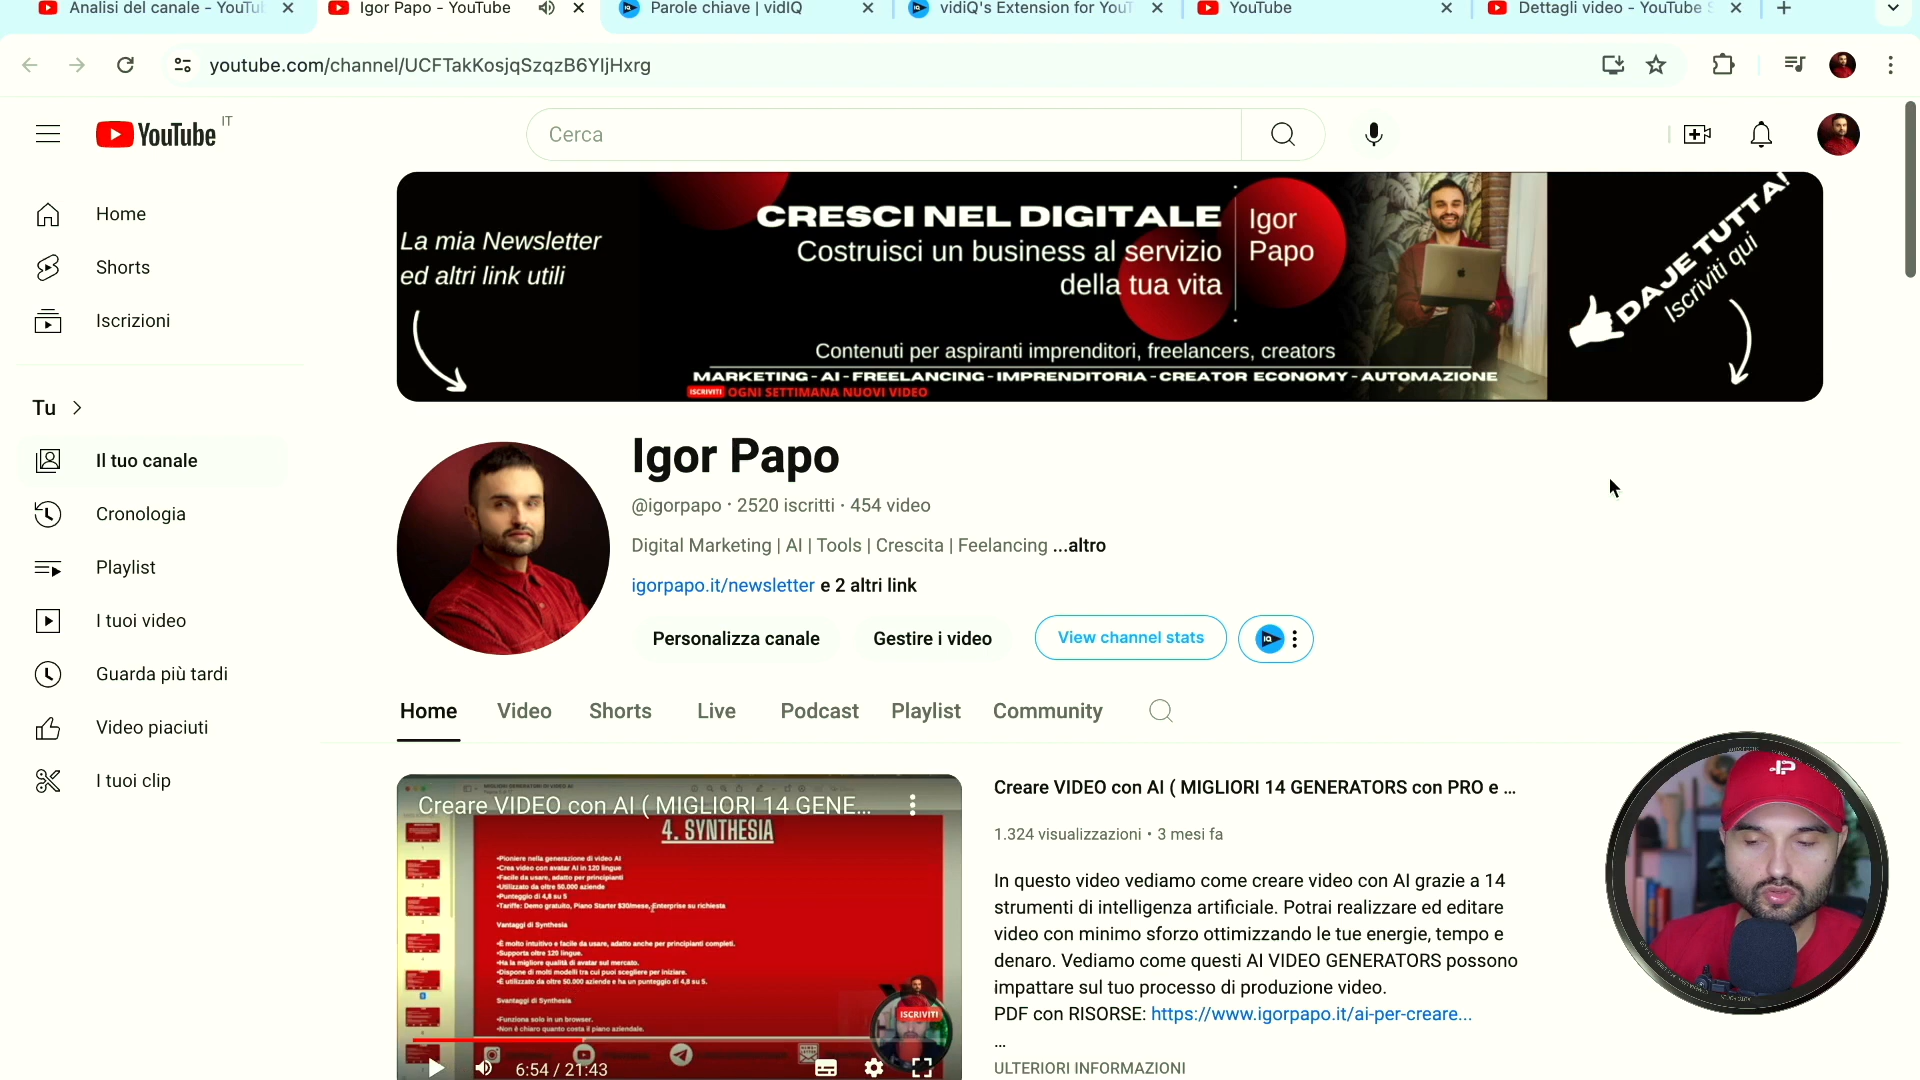 Analisi del canale - YouTub
Igor Papo - YouTube
Parole chiave | vidIQ
vidiQ's Extension for YouT
YouTube
Dettagli video - YouTube S
youtube.com/channel/UCFTakKosjqSzqzB6YIjHxrg
YouTube IT
Cerca
Home
Shorts
Iscrizioni
Tu
Il tuo canale
Cronologia
Playlist
I tuoi video
Guarda più tardi
Video piaciuti
I tuoi clip
La mia Newsletter
ed altri link utili
CRESCI NEL DIGITALE
Costruisci un business al servizio
della tua vita
Igor
Papo
Contenuti per aspiranti imprenditori, freelancers, creators
MARKETING - AI - FREELANCING - IMPRENDITORIA - CREATOR ECONOMY - AUTOMAZIONE
ISCRIVITI OGNI SETTIMANA NUOVI VIDEO
DAJE TUTTA!
Iscriviti qui
Igor Papo
@igorpapo · 2520 iscritti · 454 video
Digital Marketing | AI | Tools | Crescita | Feelancing ...altro
igorpapo.it/newsletter e 2 altri link
Personalizza canale
Gestire i video
View channel stats
Home
Video
Shorts
Live
Podcast
Playlist
Community
Creare VIDEO con AI ( MIGLIORI 14 GENE...
4. SYNTHESIA
•Pioniere nella generazione di video AI
•Crea video con avatar AI in 120 lingue
•Facile da usare, adatto per principianti
•Utilizzato da oltre 50.000 aziende
•Punteggio di 4,8 su 5
•Tariffe: Demo gratuito, Piano Starter $30/mese, Enterprise su richiesta
Vantaggi di Synthesia
•È molto intuitivo e facile da usare, adatto anche per principianti completi.
•Supporta oltre 120 lingue.
•Ha la migliore qualità di avatar sul mercato.
•Dispone di molti modelli tra cui puoi scegliere per iniziare.
•È utilizzato da oltre 50.000 aziende e ha un punteggio di 4,8 su 5.
Svantaggi di Synthesia
•Funziona solo in un browser.
•Non è chiaro quanto costa il piano aziendale.
ISCRIVITI
6:54 / 21:43
Creare VIDEO con AI ( MIGLIORI 14 GENERATORS con PRO e ...
1.324 visualizzazioni · 3 mesi fa
In questo video vediamo come creare video con AI grazie a 14
strumenti di intelligenza artificiale. Potrai realizzare ed editare
video con minimo sforzo ottimizzando le tue energie, tempo e
denaro. Vediamo come questi AI VIDEO GENERATORS possono
impattare sul tuo processo di produzione video.
PDF con RISORSE: https://www.igorpapo.it/ai-per-creare...
...
ULTERIORI INFORMAZIONI